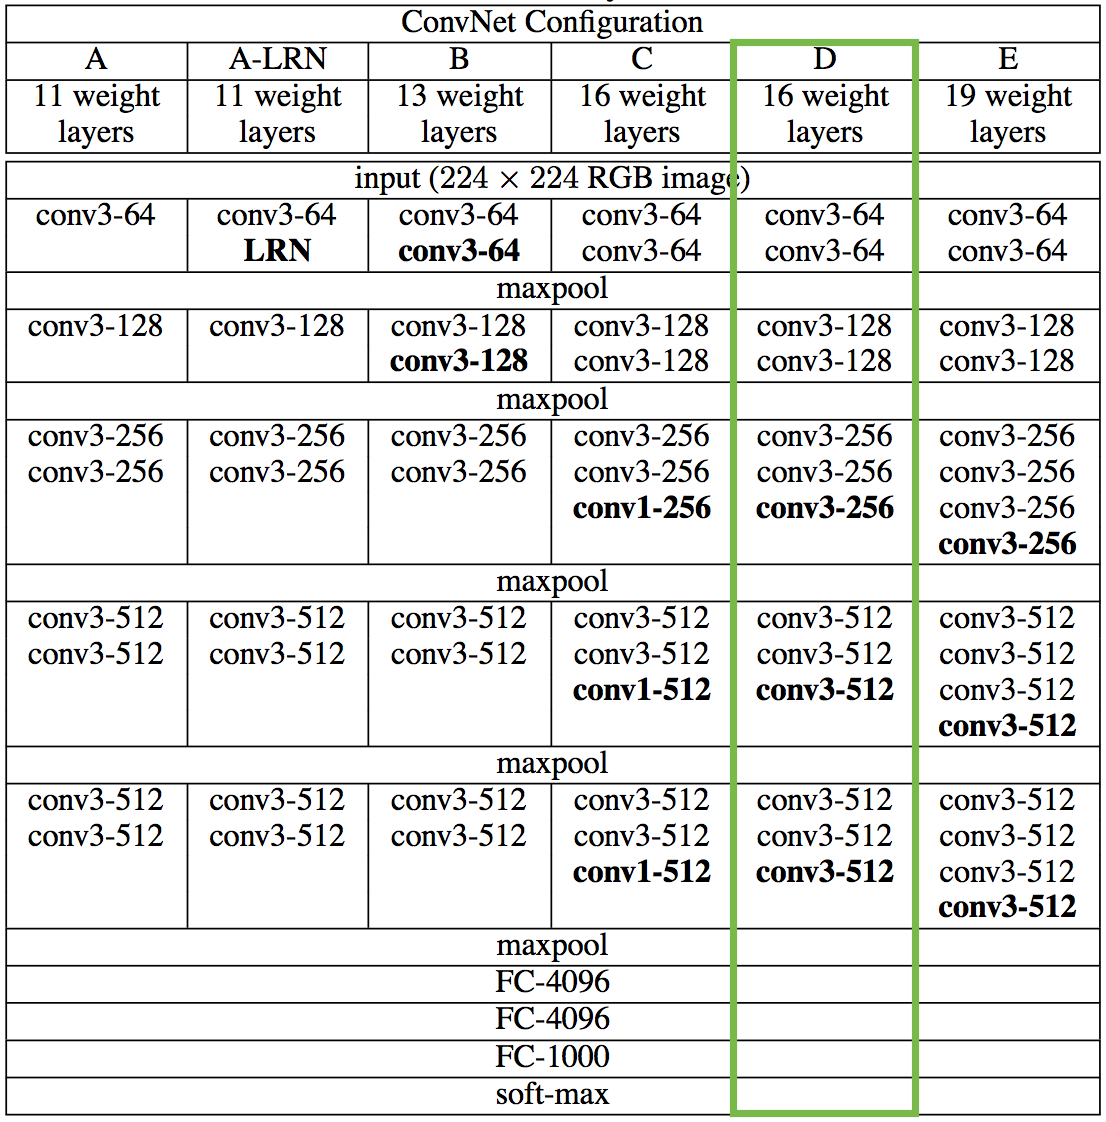 ConvNet Configuration
A A-LRN B C D E
11 weight 11 weight 13 weight 16 weight 16 weight 19 weight
layers layers layers layers layers layers
input (224 × 224 RGB image)
conv3-64 conv3-64 conv3-64 conv3-64 conv3-64 conv3-64
LRN conv3-64 conv3-64 conv3-64 conv3-64
maxpool
conv3-128 conv3-128 conv3-128 conv3-128 conv3-128 conv3-128
conv3-128 conv3-128 conv3-128 conv3-128
maxpool
conv3-256 conv3-256 conv3-256 conv3-256 conv3-256 conv3-256
conv3-256 conv3-256 conv3-256 conv3-256 conv3-256 conv3-256
conv1-256 conv3-256 conv3-256
conv3-256
maxpool
conv3-512 conv3-512 conv3-512 conv3-512 conv3-512 conv3-512
conv3-512 conv3-512 conv3-512 conv3-512 conv3-512 conv3-512
conv1-512 conv3-512 conv3-512
conv3-512
maxpool
conv3-512 conv3-512 conv3-512 conv3-512 conv3-512 conv3-512
conv3-512 conv3-512 conv3-512 conv3-512 conv3-512 conv3-512
conv1-512 conv3-512 conv3-512
conv3-512
maxpool
FC-4096
FC-4096
FC-1000
soft-max